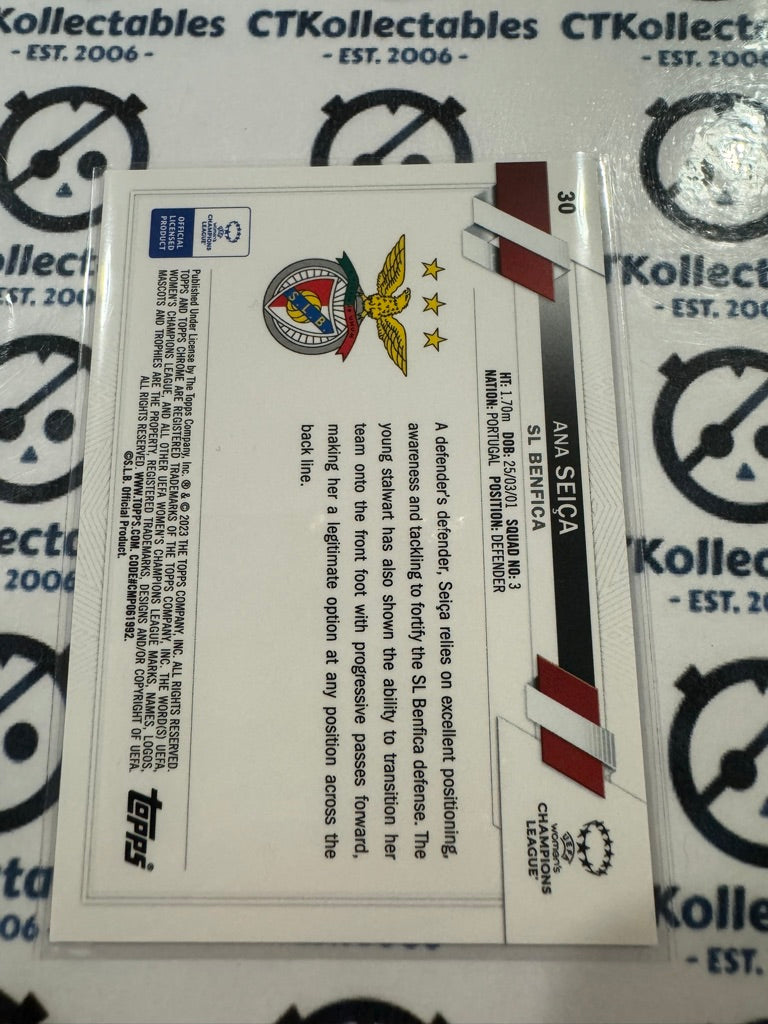 CTKollectables
- EST. 2006 -
30
ANA SEIÇA
SL BENFICA
HT: 1.70m DOB: 25/03/01 SQUAD NO: 3
NATION: PORTUGAL POSITION: DEFENDER
UEFA
women's
CHAMPIONS
LEAGUE™
A defender's defender, Seiça relies on excellent positioning,
awareness and tackling to fortify the SL Benfica defense. The
young stalwart has also shown the ability to transition her
team onto the front foot with progressive passes forward,
making her a legitimate option at any position across the
back line.
S.L.B.
UEFA
women's
CHAMPIONS
LEAGUE
OFFICIAL
LICENSED
PRODUCT
Published Under License by The Topps Company, Inc. ® & © 2023 THE TOPPS COMPANY, INC. ALL RIGHTS RESERVED.
TOPPS AND TOPPS CHROME ARE REGISTERED TRADEMARKS OF THE TOPPS COMPANY, INC. THE WORD(S) UEFA,
WOMEN'S CHAMPIONS LEAGUE, AND ALL OTHER UEFA WOMEN'S CHAMPIONS LEAGUE MARKS, NAMES, LOGOS,
MASCOTS AND TROPHIES ARE THE PROPERTY, REGISTERED TRADEMARKS, DESIGNS AND/OR COPYRIGHT OF UEFA.
ALL RIGHTS RESERVED. WWW.TOPPS.COM. CODE#CMP061992.
©S.L.B. Official Product.
topps®